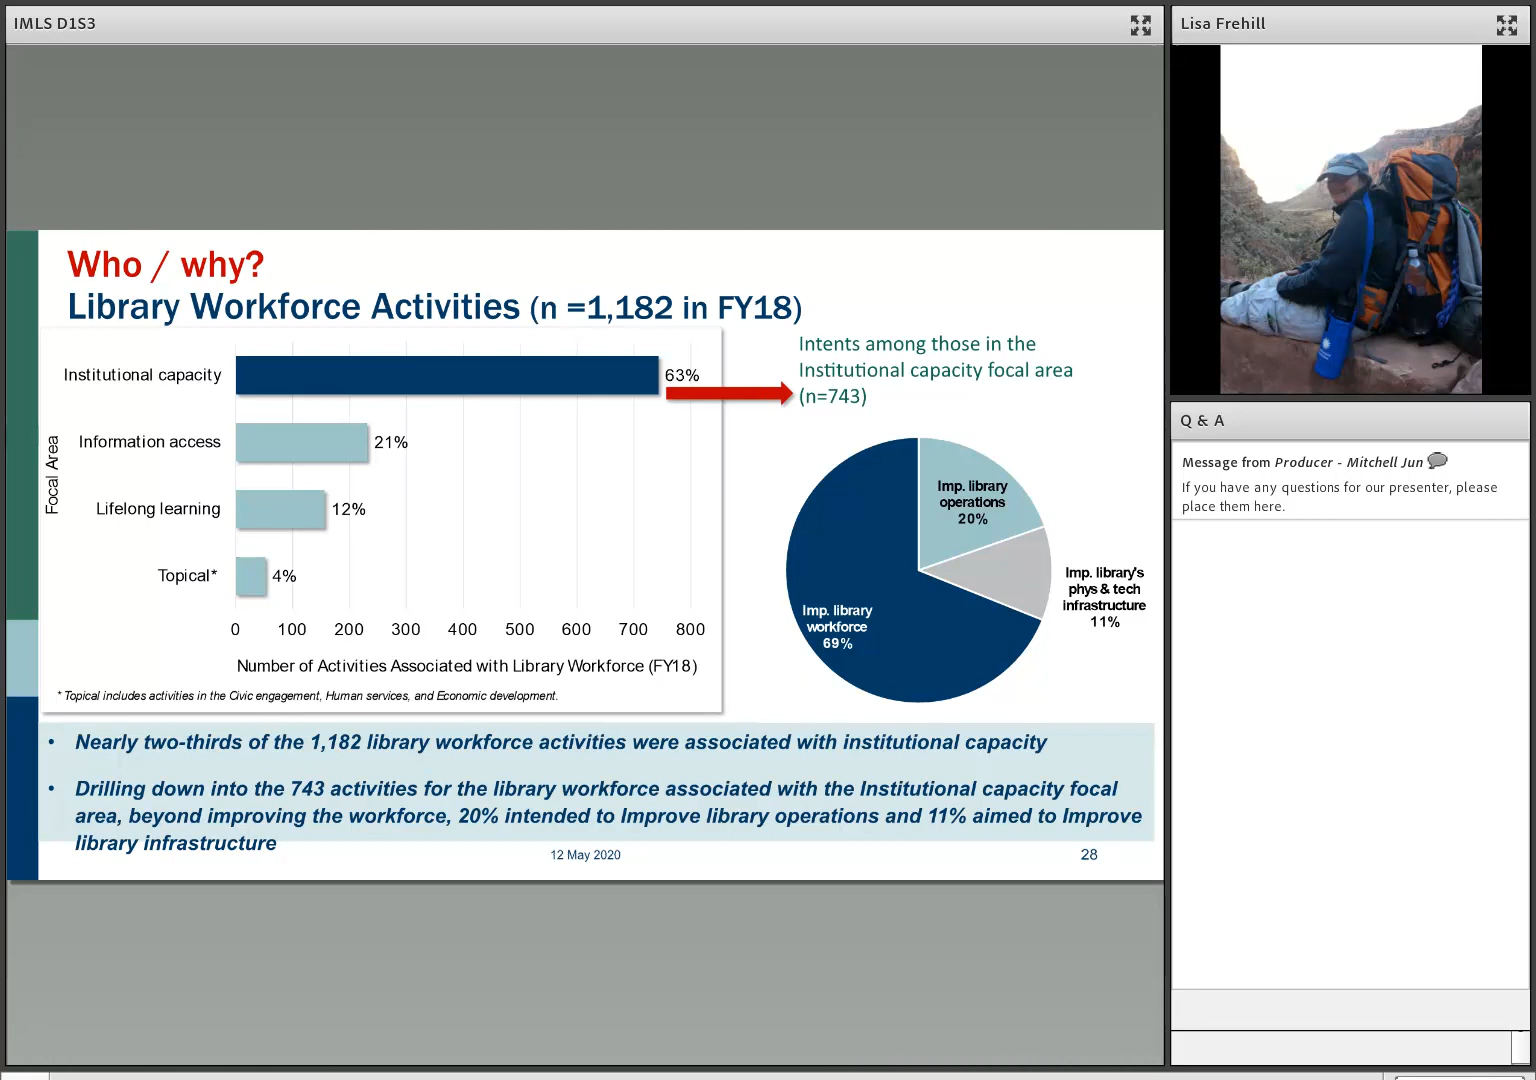 IMLS D1S3
Lisa Frehill
Who / why?
Library Workforce Activities (n =1,182 in FY18)
Focal Area
Institutional capacity
63%
Information access
21%
Lifelong learning
12%
Topical*
4%
0 100 200 300 400 500 600 700 800
Number of Activities Associated with Library Workforce (FY18)
* Topical includes activities in the Civic engagement, Human services, and Economic development.
Intents among those in the
Institutional capacity focal area
(n=743)
Imp. library
operations
20%
Imp. library's
phys & tech
infrastructure
11%
Imp. library
workforce
69%
• Nearly two-thirds of the 1,182 library workforce activities were associated with institutional capacity
• Drilling down into the 743 activities for the library workforce associated with the Institutional capacity focal
area, beyond improving the workforce, 20% intended to Improve library operations and 11% aimed to Improve
library infrastructure
12 May 2020
28
Q & A
Message from Producer - Mitchell Jun
If you have any questions for our presenter, please
place them here.